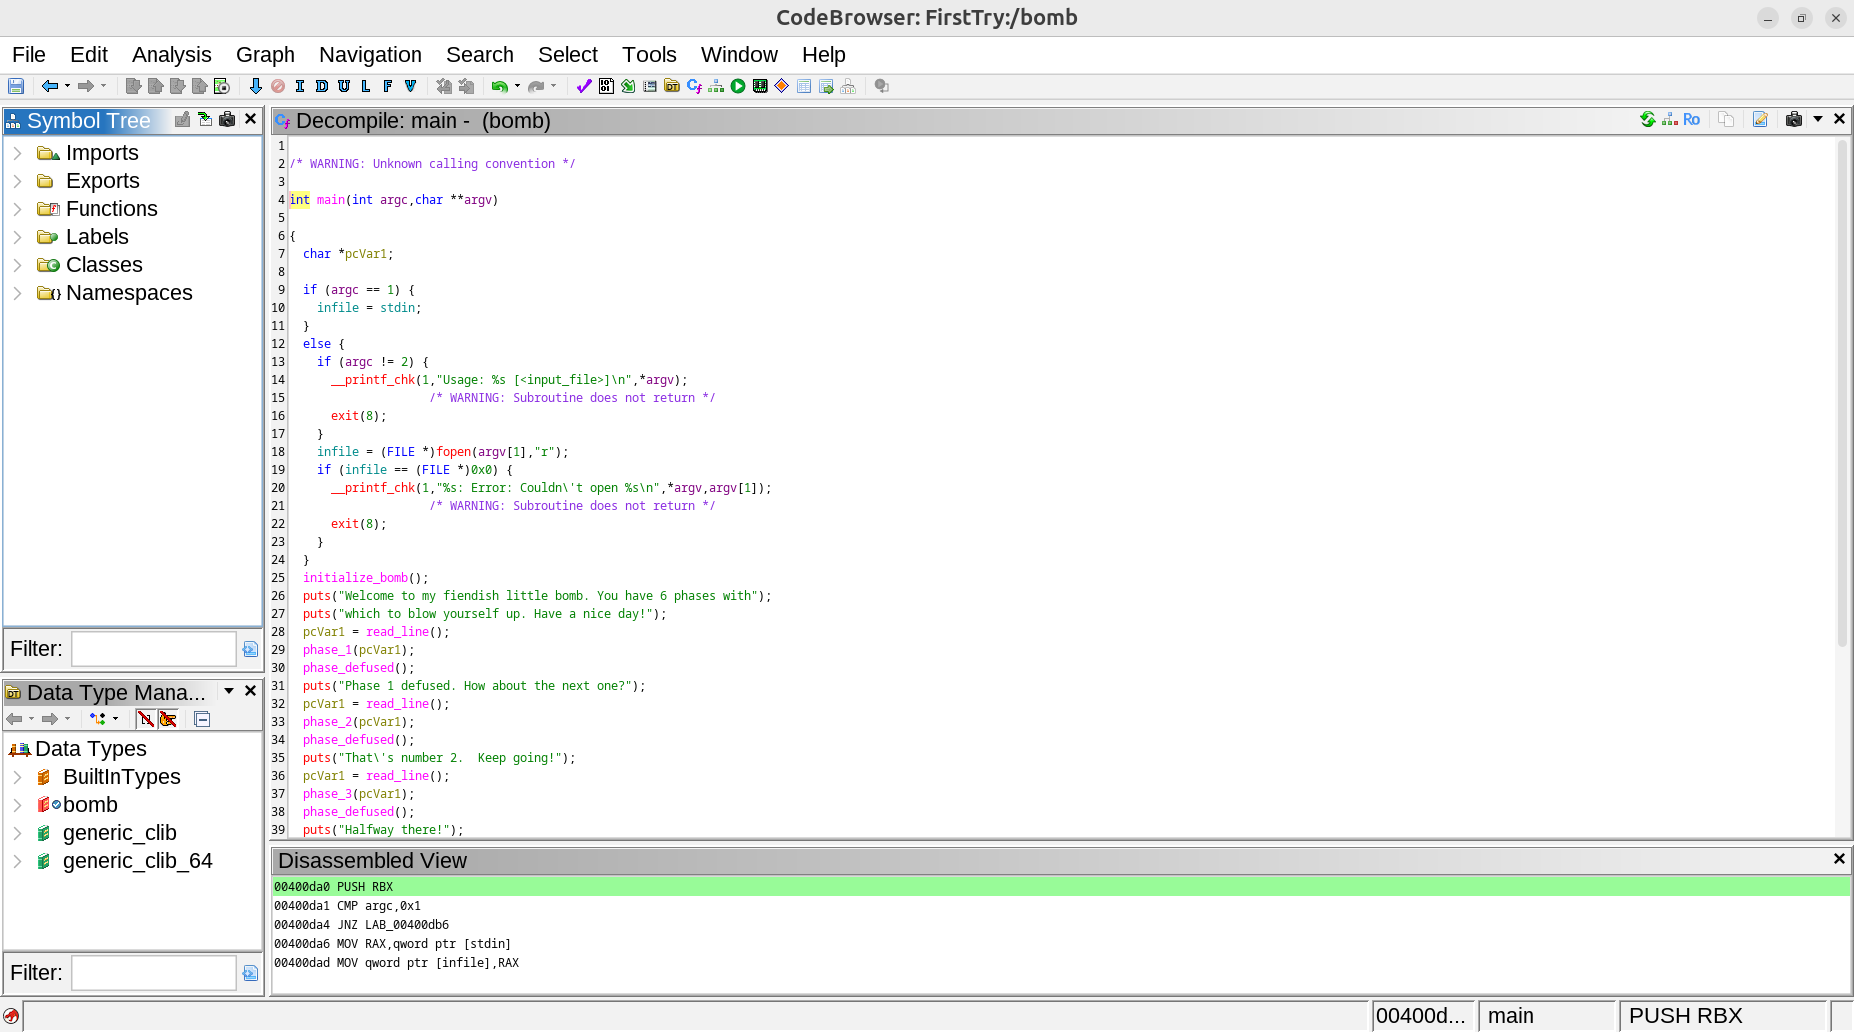 CodeBrowser: FirstTry:/bomb
File Edit Analysis Graph Navigation Search Select Tools Window Help
I D U L F V
Symbol Tree
Imports
Exports
Functions
Labels
Classes
Namespaces
Filter:
Data Type Mana...
Data Types
BuiltInTypes
bomb
generic_clib
generic_clib_64
Filter:
Decompile: main - (bomb)
Ro
1
2 /* WARNING: Unknown calling convention */
3
4 int main(int argc,char **argv)
5
6 {
7 char *pcVar1;
8
9 if (argc == 1) {
10 infile = stdin;
11 }
12 else {
13 if (argc != 2) {
14 __printf_chk(1,"Usage: %s [<input_file>]\n",*argv);
15 /* WARNING: Subroutine does not return */
16 exit(8);
17 }
18 infile = (FILE *)fopen(argv[1],"r");
19 if (infile == (FILE *)0x0) {
20 __printf_chk(1,"%s: Error: Couldn\'t open %s\n",*argv,argv[1]);
21 /* WARNING: Subroutine does not return */
22 exit(8);
23 }
24 }
25 initialize_bomb();
26 puts("Welcome to my fiendish little bomb. You have 6 phases with");
27 puts("which to blow yourself up. Have a nice day!");
28 pcVar1 = read_line();
29 phase_1(pcVar1);
30 phase_defused();
31 puts("Phase 1 defused. How about the next one?");
32 pcVar1 = read_line();
33 phase_2(pcVar1);
34 phase_defused();
35 puts("That\'s number 2.  Keep going!");
36 pcVar1 = read_line();
37 phase_3(pcVar1);
38 phase_defused();
39 puts("Halfway there!");
Disassembled View
00400da0 PUSH RBX
00400da1 CMP argc,0x1
00400da4 JNZ LAB_00400db6
00400da6 MOV RAX,qword ptr [stdin]
00400dad MOV qword ptr [infile],RAX
00400d... main PUSH RBX